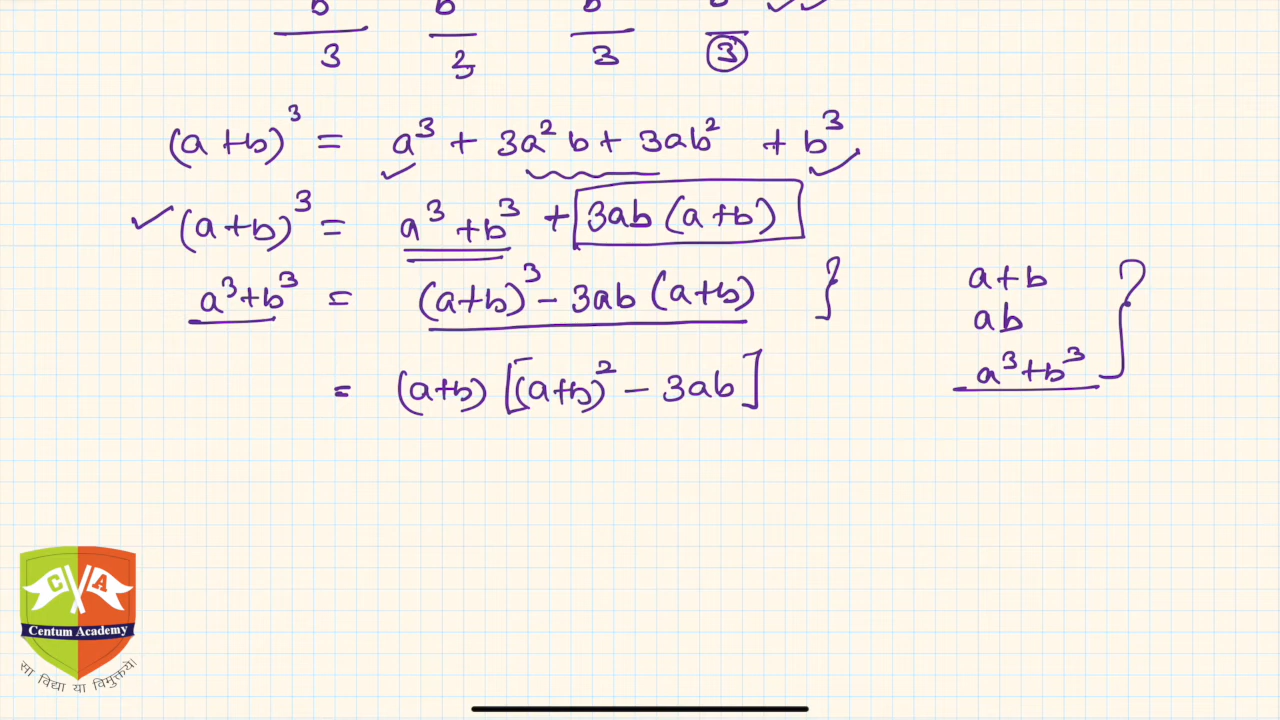 b b b b
3 3 3 3
(a+b)³ = a³ + 3a²b + 3ab² + b³
(a+b)³ = a³ + b³ + 3ab(a+b)
a³+b³ = (a+b)³ - 3ab(a+b) }
= (a+b)[(a+b)² - 3ab]
a+b
ab
a³+b³
C A
Centum Academy
सा विद्या या विमुक्तये।